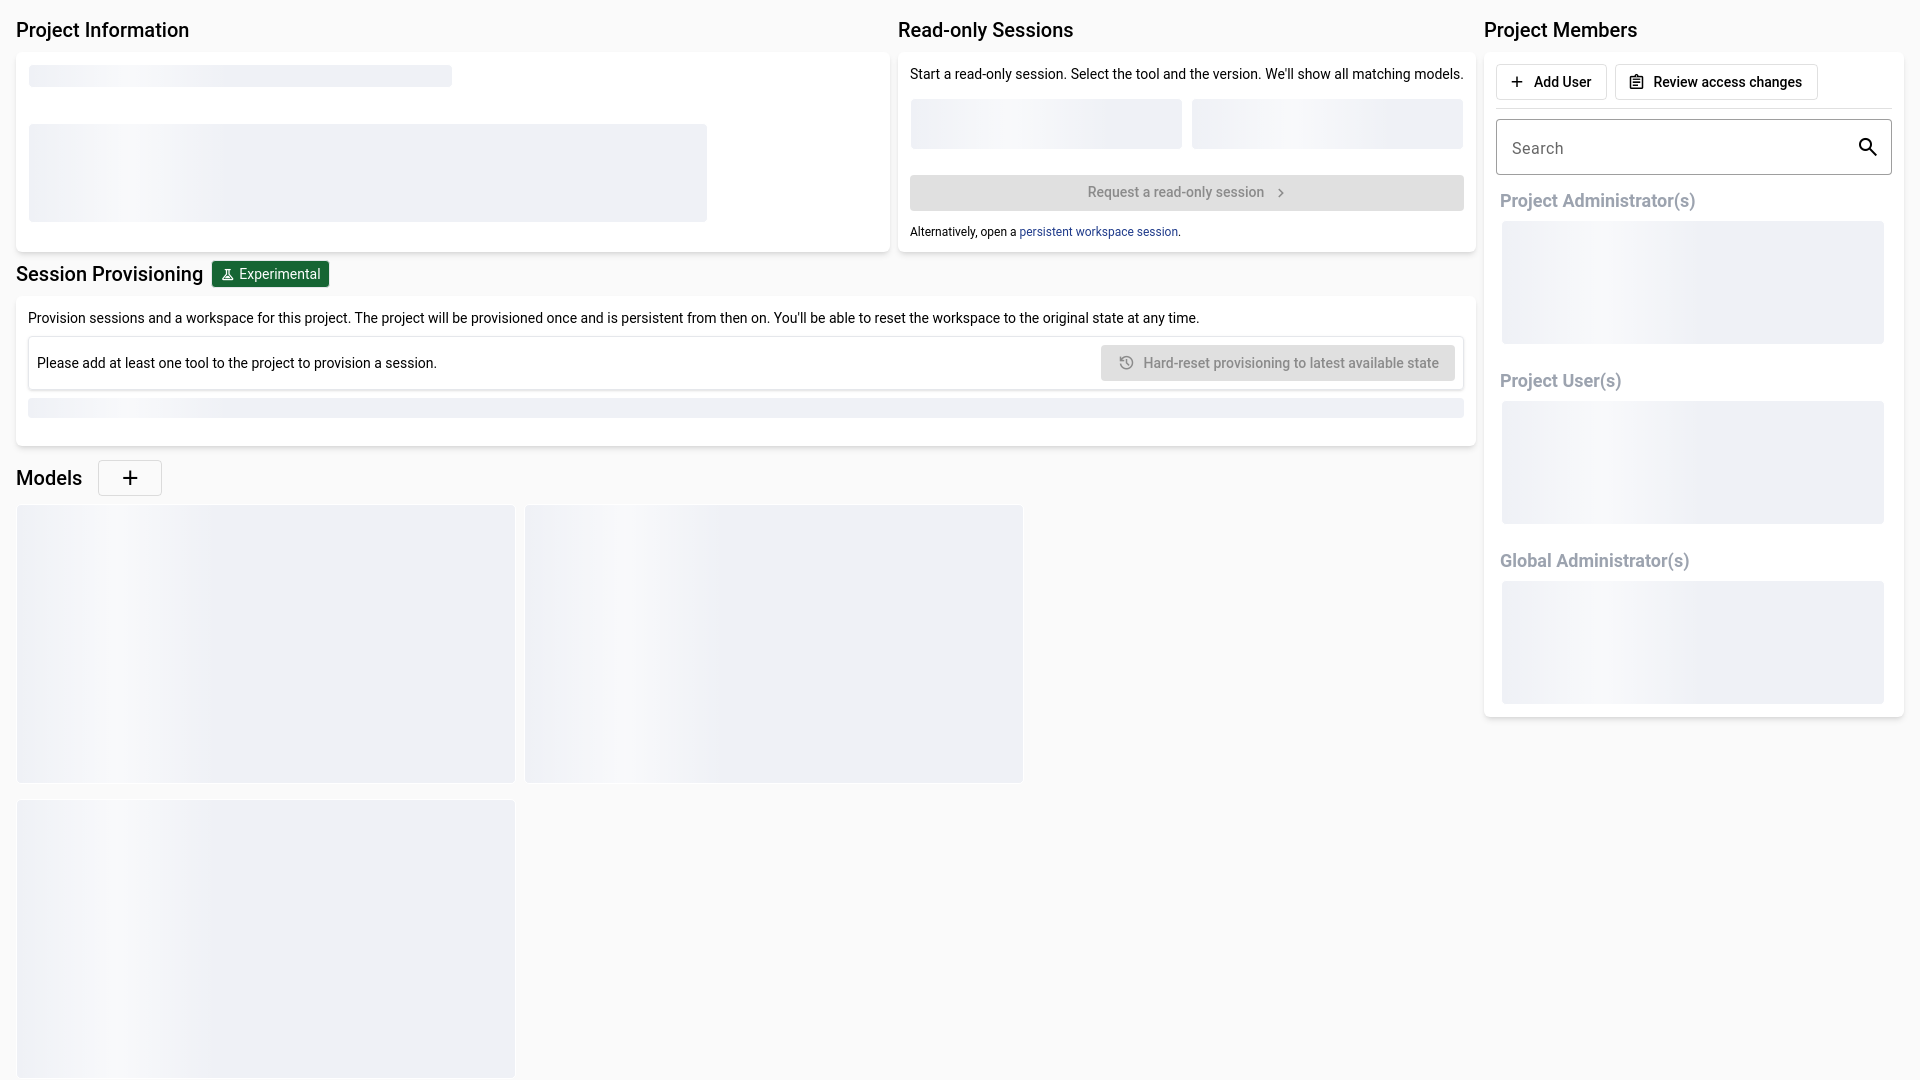 Project Information
Read-only Sessions
Start a read-only session. Select the tool and the version. We'll show all matching models.
Request a read-only session
Alternatively, open a persistent workspace session.
Session Provisioning
Experimental
Provision sessions and a workspace for this project. The project will be provisioned once and is persistent from then on. You'll be able to reset the workspace to the original state at any time.
Please add at least one tool to the project to provision a session.
Hard-reset provisioning to latest available state
Models
Project Members
Add User
Review access changes
Search
Project Administrator(s)
Project User(s)
Global Administrator(s)